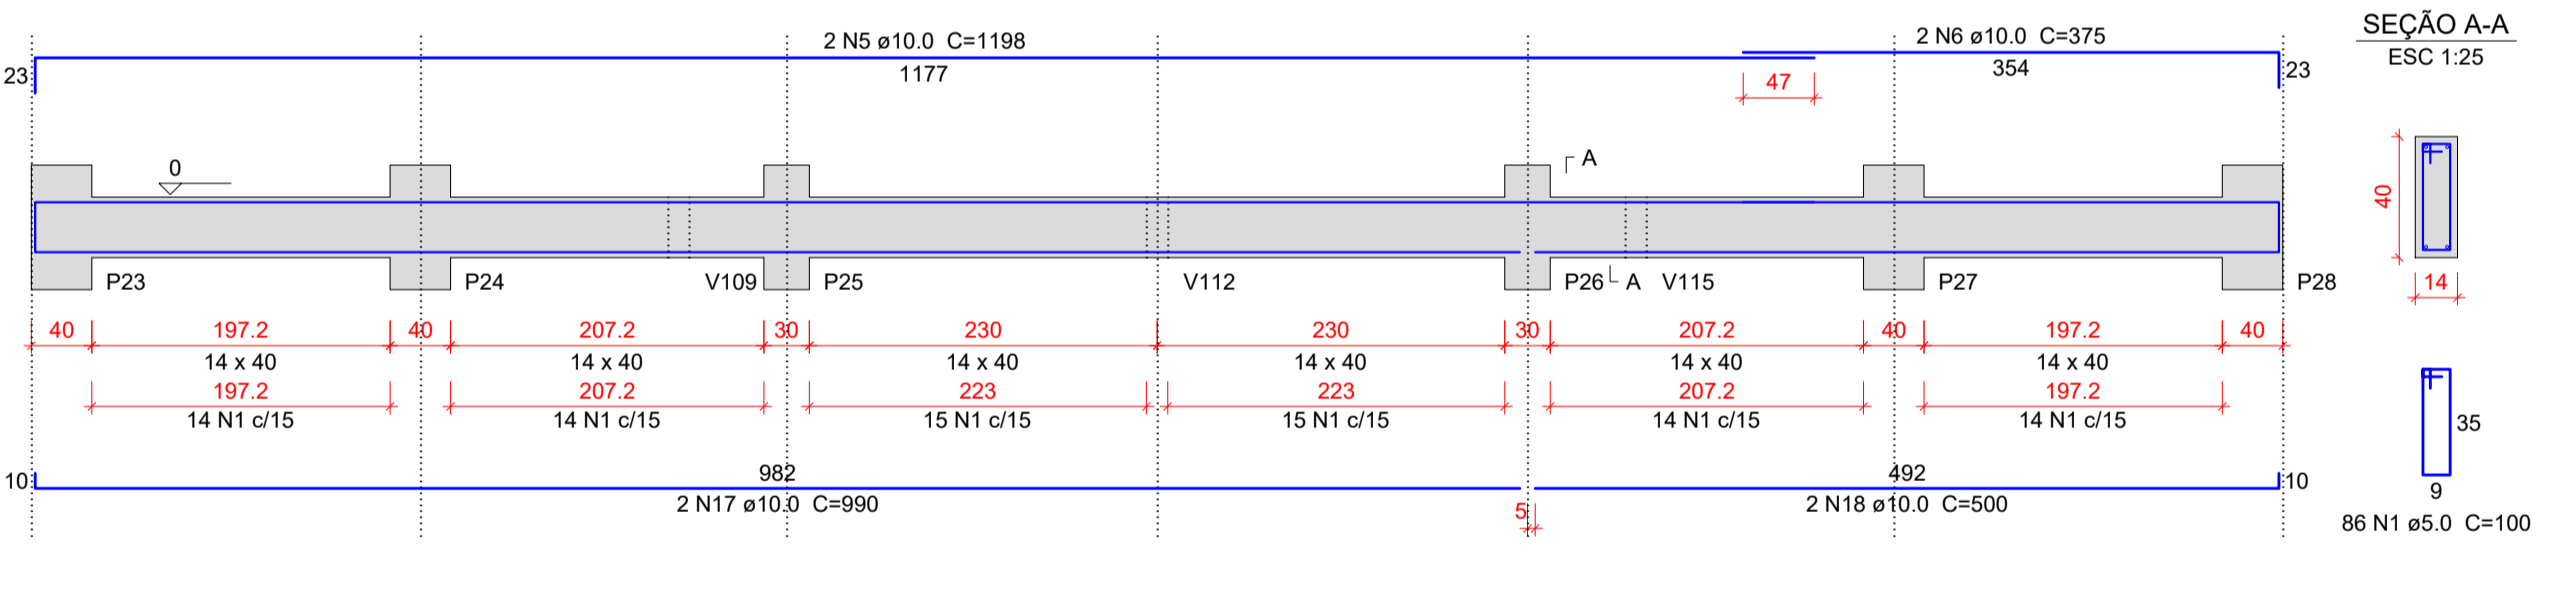 2 N5 ø10.0 C=1198
2 N6 ø10.0 C=375
SEÇÃO A-A
ESC 1:25
23
1177
354
23
47
0
A
40
14
P23
P24
V109
P25
V112
P26
A
V115
P27
P28
40
197.2
40
207.2
30
230
230
30
207.2
40
197.2
40
14 x 40
14 x 40
14 x 40
14 x 40
14 x 40
14 x 40
197.2
207.2
223
223
207.2
197.2
14 N1 c/15
14 N1 c/15
15 N1 c/15
15 N1 c/15
14 N1 c/15
14 N1 c/15
35
9
86 N1 ø5.0 C=100
10
982
492
10
2 N17 ø10.0 C=990
5
2 N18 ø10.0 C=500